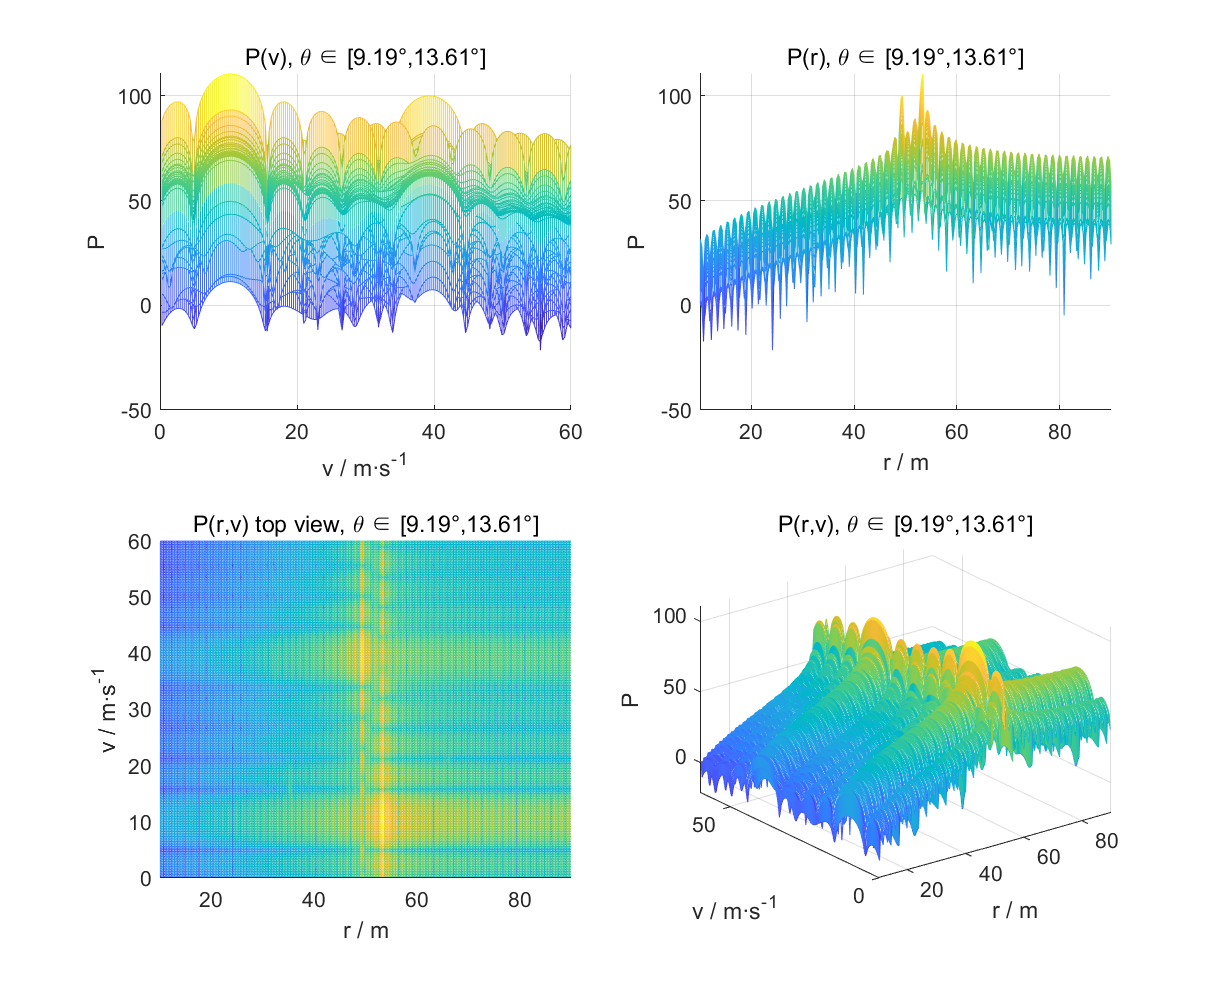 P(v), θ ∈ [9.19°,13.61°]
100
50
0
-50
P
0
20
40
60
v / m·s-1
P(r), θ ∈ [9.19°,13.61°]
100
50
0
-50
P
20
40
60
80
r / m
P(r,v) top view, θ ∈ [9.19°,13.61°]
60
50
40
30
20
10
0
v / m·s-1
20
40
60
80
r / m
P(r,v), θ ∈ [9.19°,13.61°]
100
50
0
P
50
0
v / m·s-1
20
40
60
80
r / m